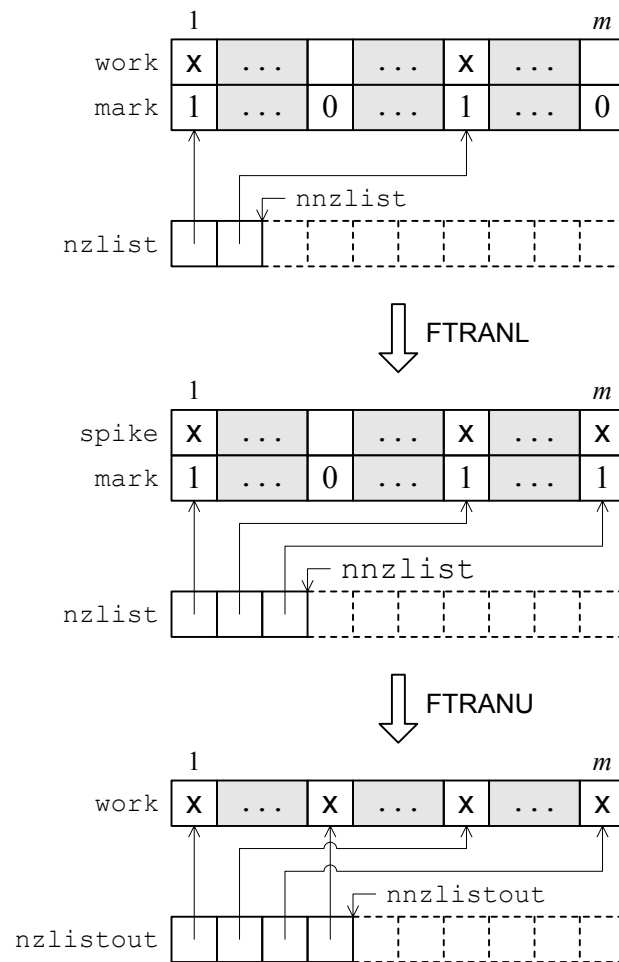 1 m
work x ... ... x ...
mark 1 ... 0 ... 1 ... 0
nnzlist
nzlist
FTRANL
1 m
spike x ... ... x ... x
mark 1 ... 0 ... 1 ... 1
nnzlist
nzlist
FTRANU
1 m
work x ... x ... x ... x
nnzlistout
nzlistout